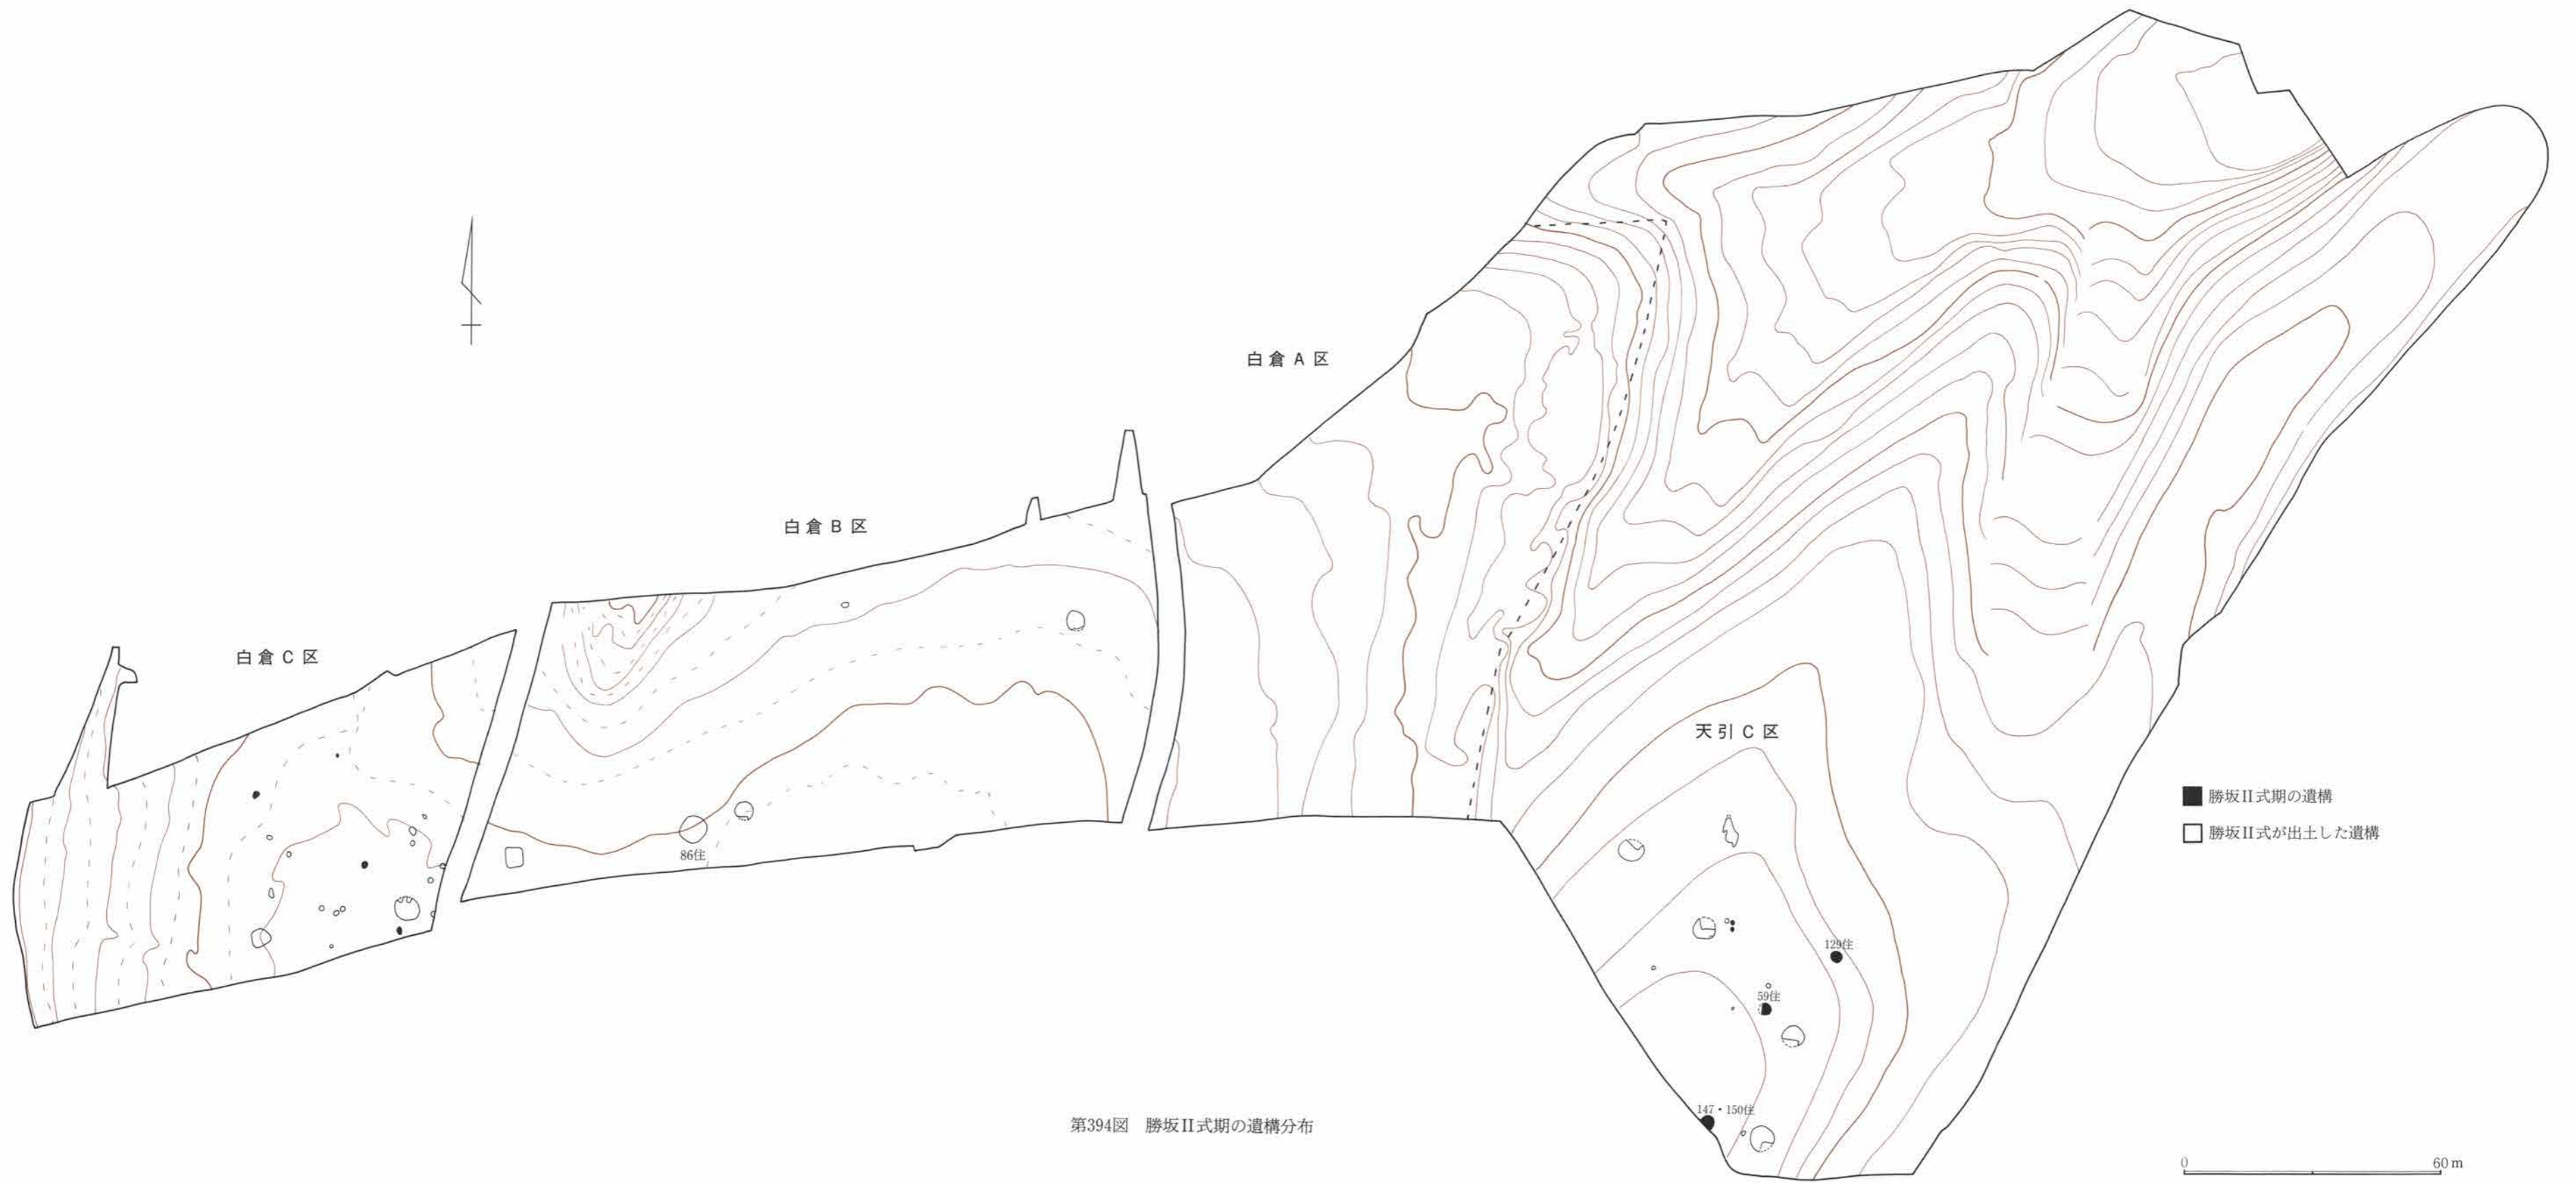 白倉A区
白倉B区
白倉C区
天引C区
86住
129住
59住
147・150住
勝坂II式期の遺構
勝坂II式が出土した遺構
第394図 勝坂II式期の遺構分布
0 60m